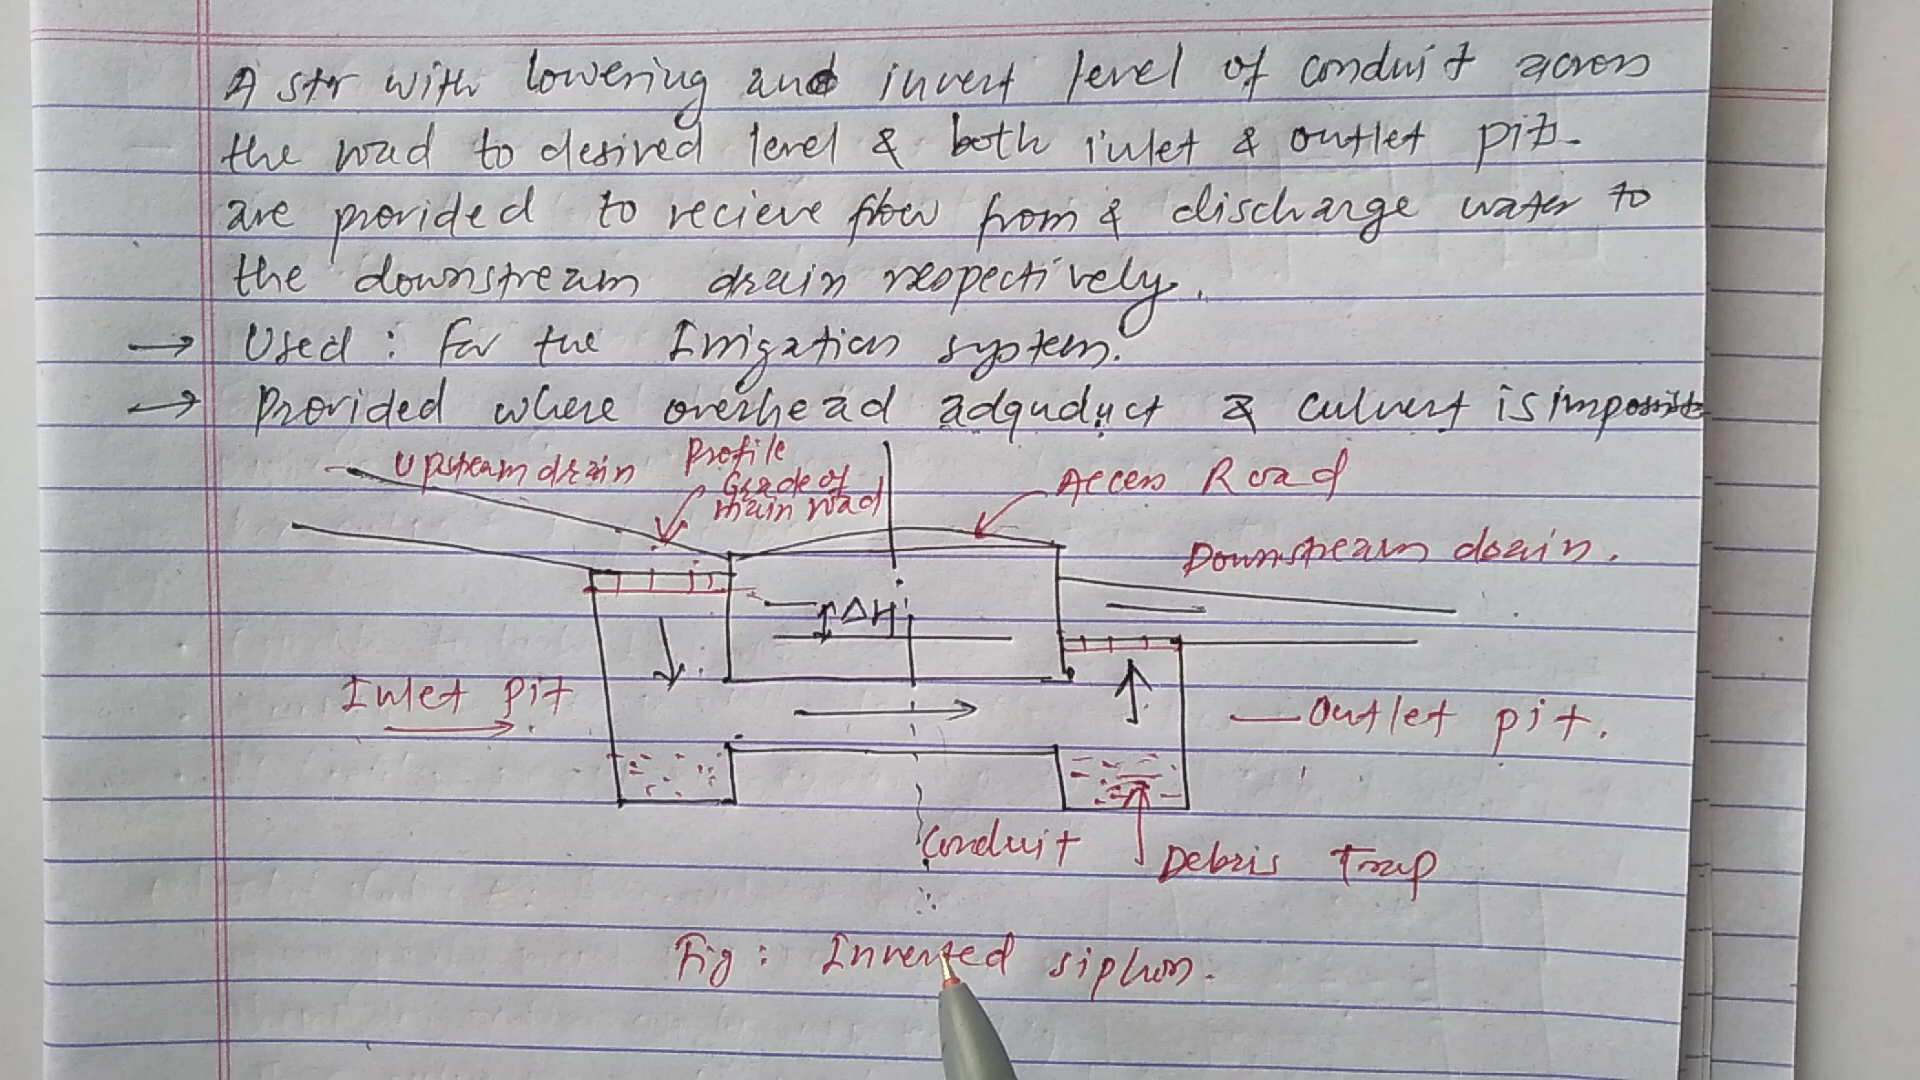 A str with lowering and invert level of conduit across
the road to desired level & both inlet & outlet pit
are provided to recieve flow from & discharge water to
the downstream drain respectively.
→ Used : For the Irrigation system.
→ Provided where overhead adquduct & culvert is impossible
Upstream drain
Profile
Grade of
main road
Access Road
Downstream drain.
ΔH
Inlet pit
Outlet pit.
Conduit
Debris Trap
Fig : Inverted siphon.